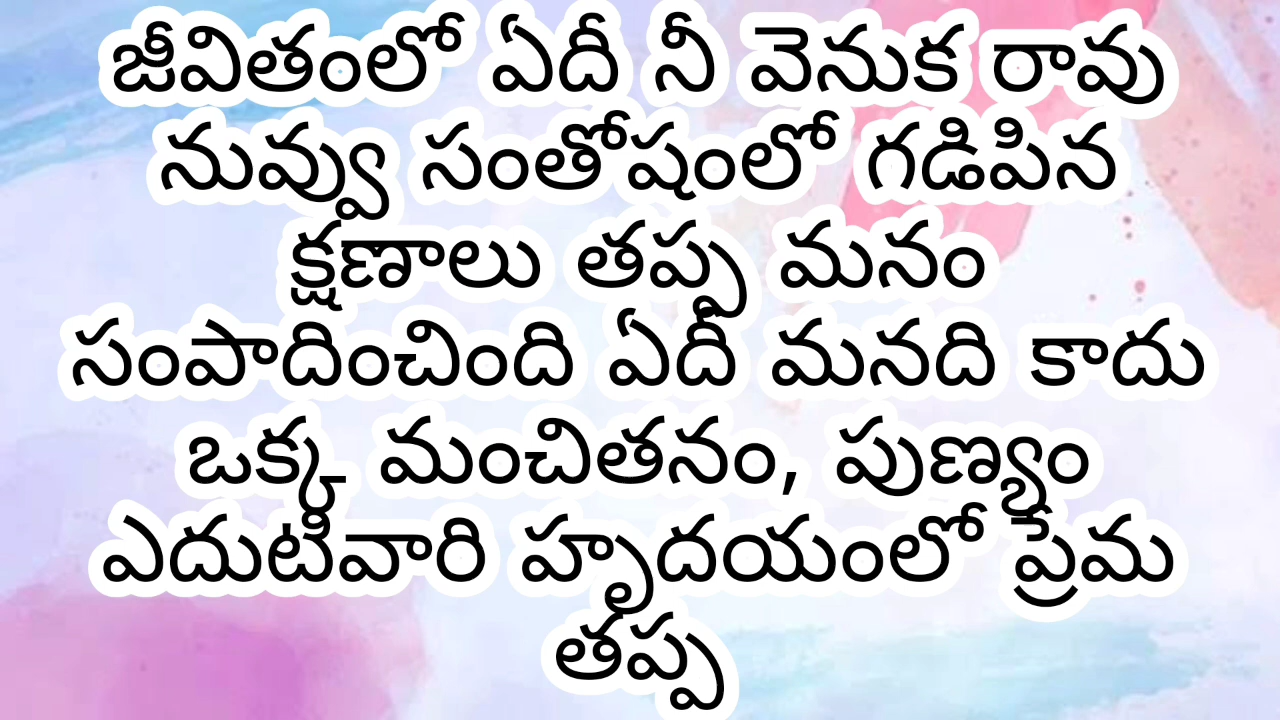 జీవితంలో ఏదీ నీ వెనుక రావు
నువ్వు సంతోషంలో గడిపిన
క్షణాలు తప్ప మనం
సంపాదించింది ఏదీ మనది కాదు
ఒక్క మంచితనం, పుణ్యం
ఎదుటివారి హృదయంలో ప్రేమ
తప్ప